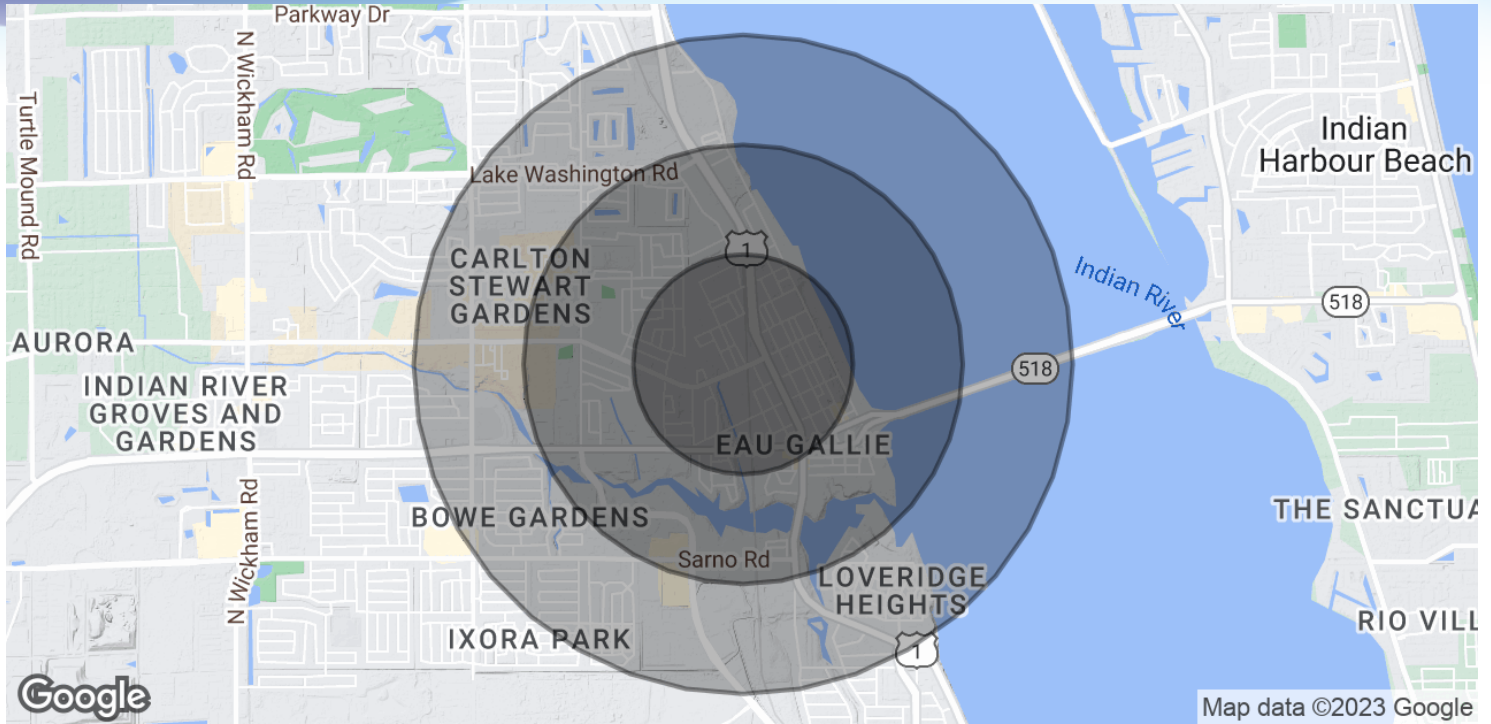 Parkway Dr
N Wickham Rd
Turtle Mound Rd
Indian
Harbour Beach
Lake Washington Rd
1
CARLTON
STEWART
GARDENS
Indian River
518
518
AURORA
INDIAN RIVER
GROVES AND
GARDENS
EAU GALLIE
BOWE GARDENS
THE SANCTUA
N Wickham Rd
Sarno Rd
LOVERIDGE
HEIGHTS
IXORA PARK
RIO VILL
1
Google
Map data ©2023 Google